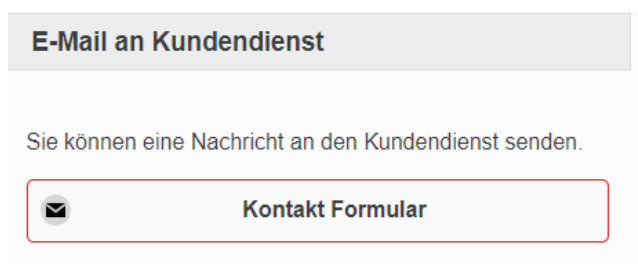 E-Mail an Kundendienst
Sie können eine Nachricht an den Kundendienst senden.
Kontakt Formular